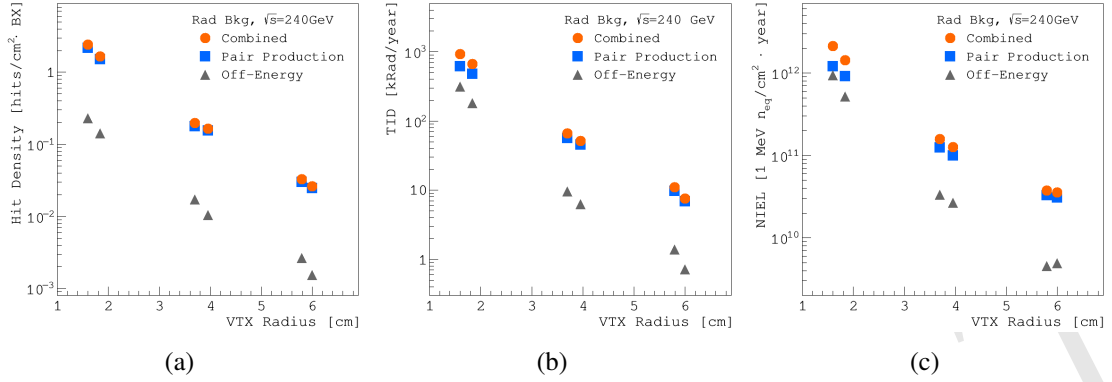 Rad Bkg, √s=240GeV
Combined
Pair Production
Off-Energy
Hit Density [hits/cm². BX]
1
10⁻¹
10⁻²
10⁻³
1 2 3 4 5 6
VTX Radius [cm]
(a)
Rad Bkg, √s=240 GeV
Combined
Pair Production
Off-Energy
TID [kRad/year]
10³
10²
10
1
1 2 3 4 5 6
VTX Radius [cm]
(b)
Rad Bkg, √s=240GeV
Combined
Pair Production
Off-Energy
NIEL [1 MeV n_eq/cm² · year]
10¹²
10¹¹
10¹⁰
1 2 3 4 5 6
VTX Radius [cm]
(c)